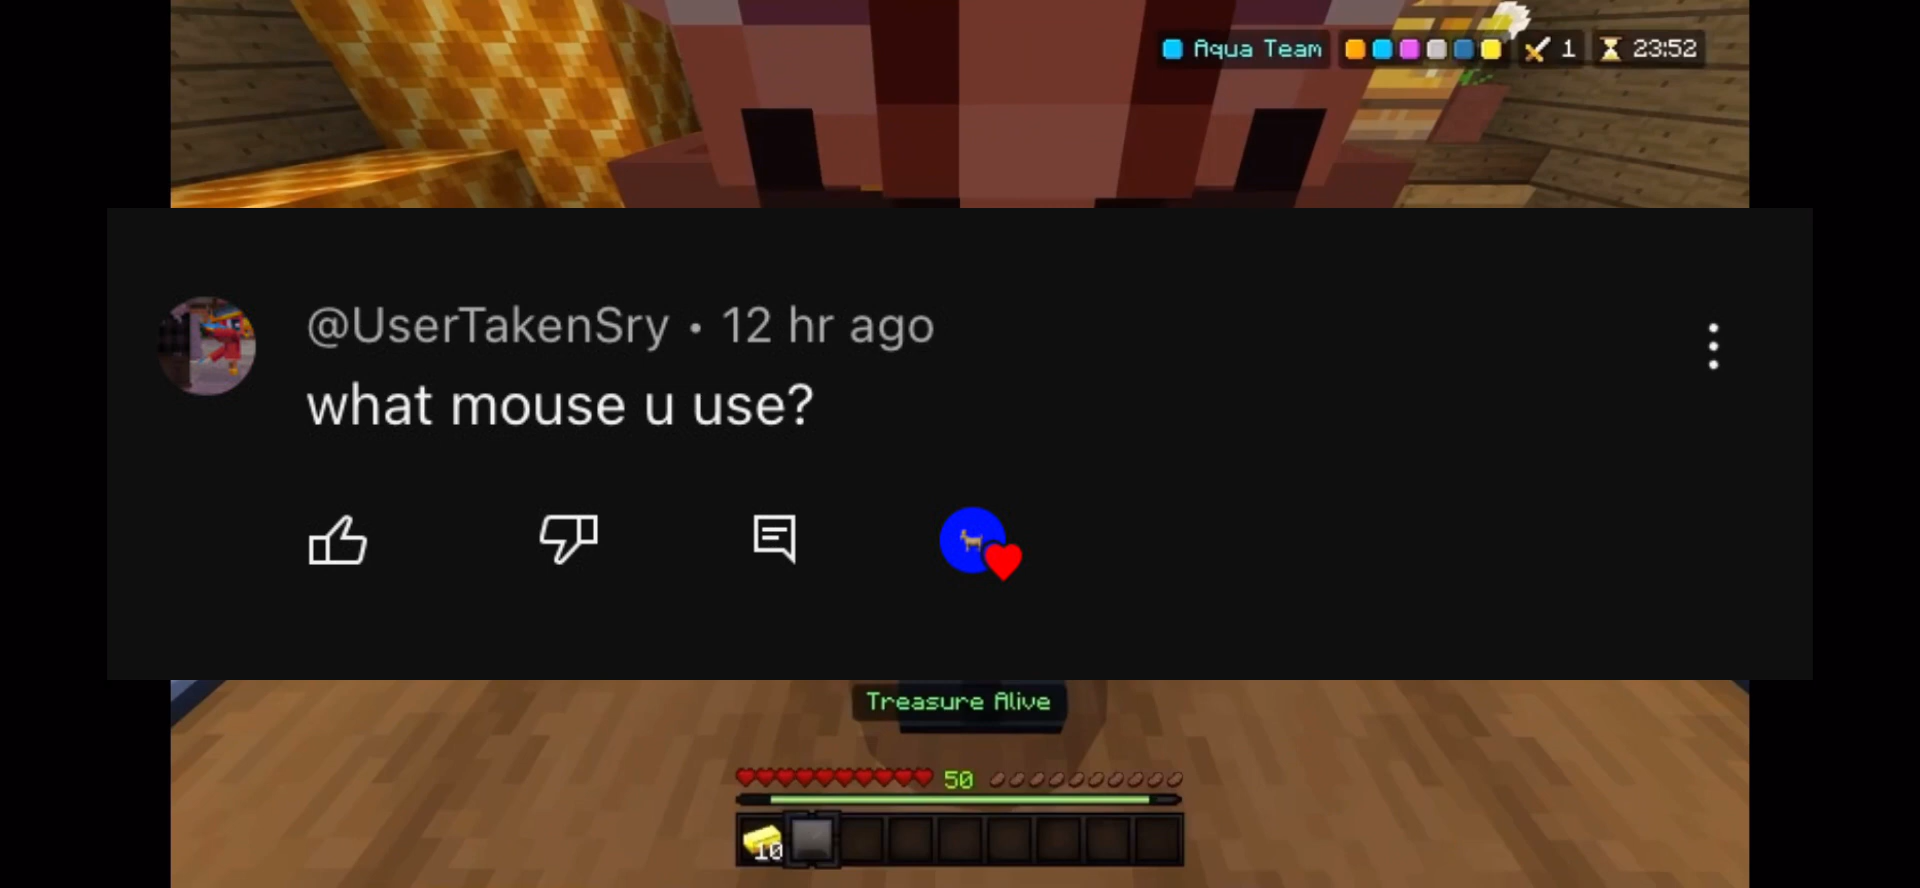 Aqua Team 1 23:52
@UserTakenSry • 12 hr ago
what mouse u use?
Treasure Alive
50
10